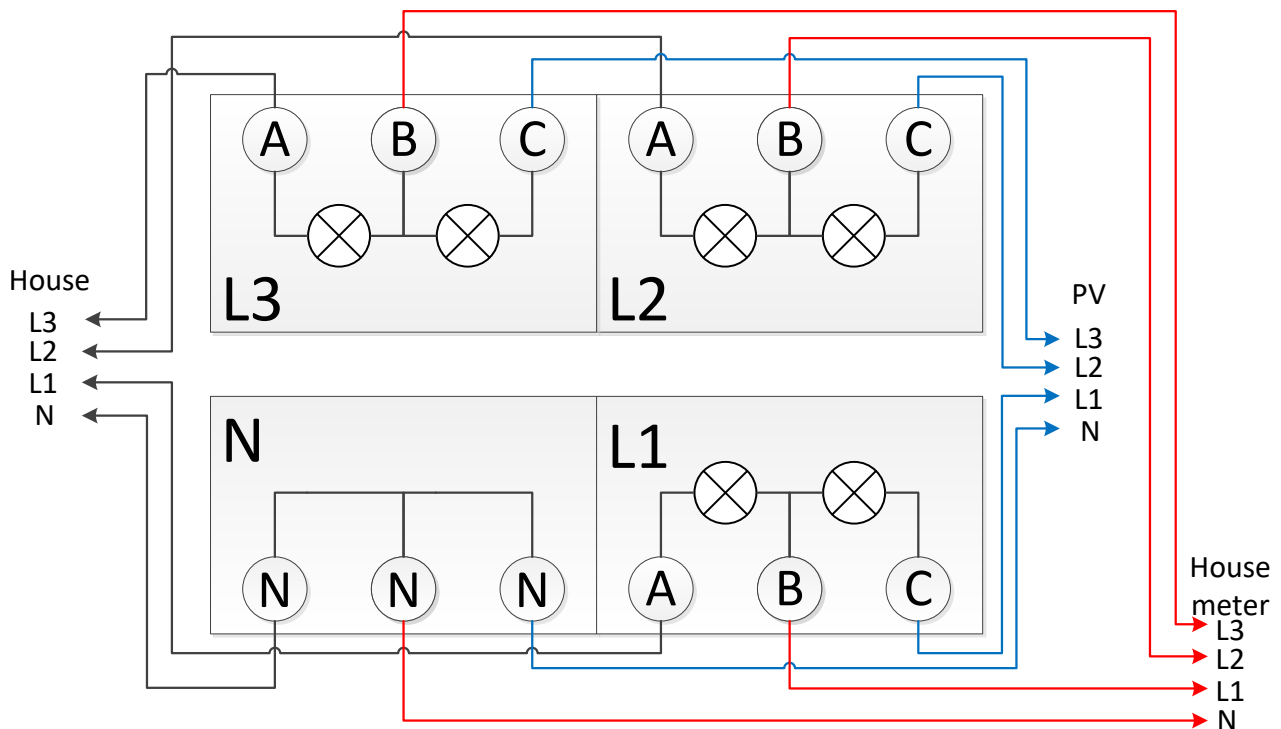 A B C A B C
L3 L2
House
L3
L2
L1
N
PV
L3
L2
L1
N
N L1
N N N A B C
House
meter
L3
L2
L1
N